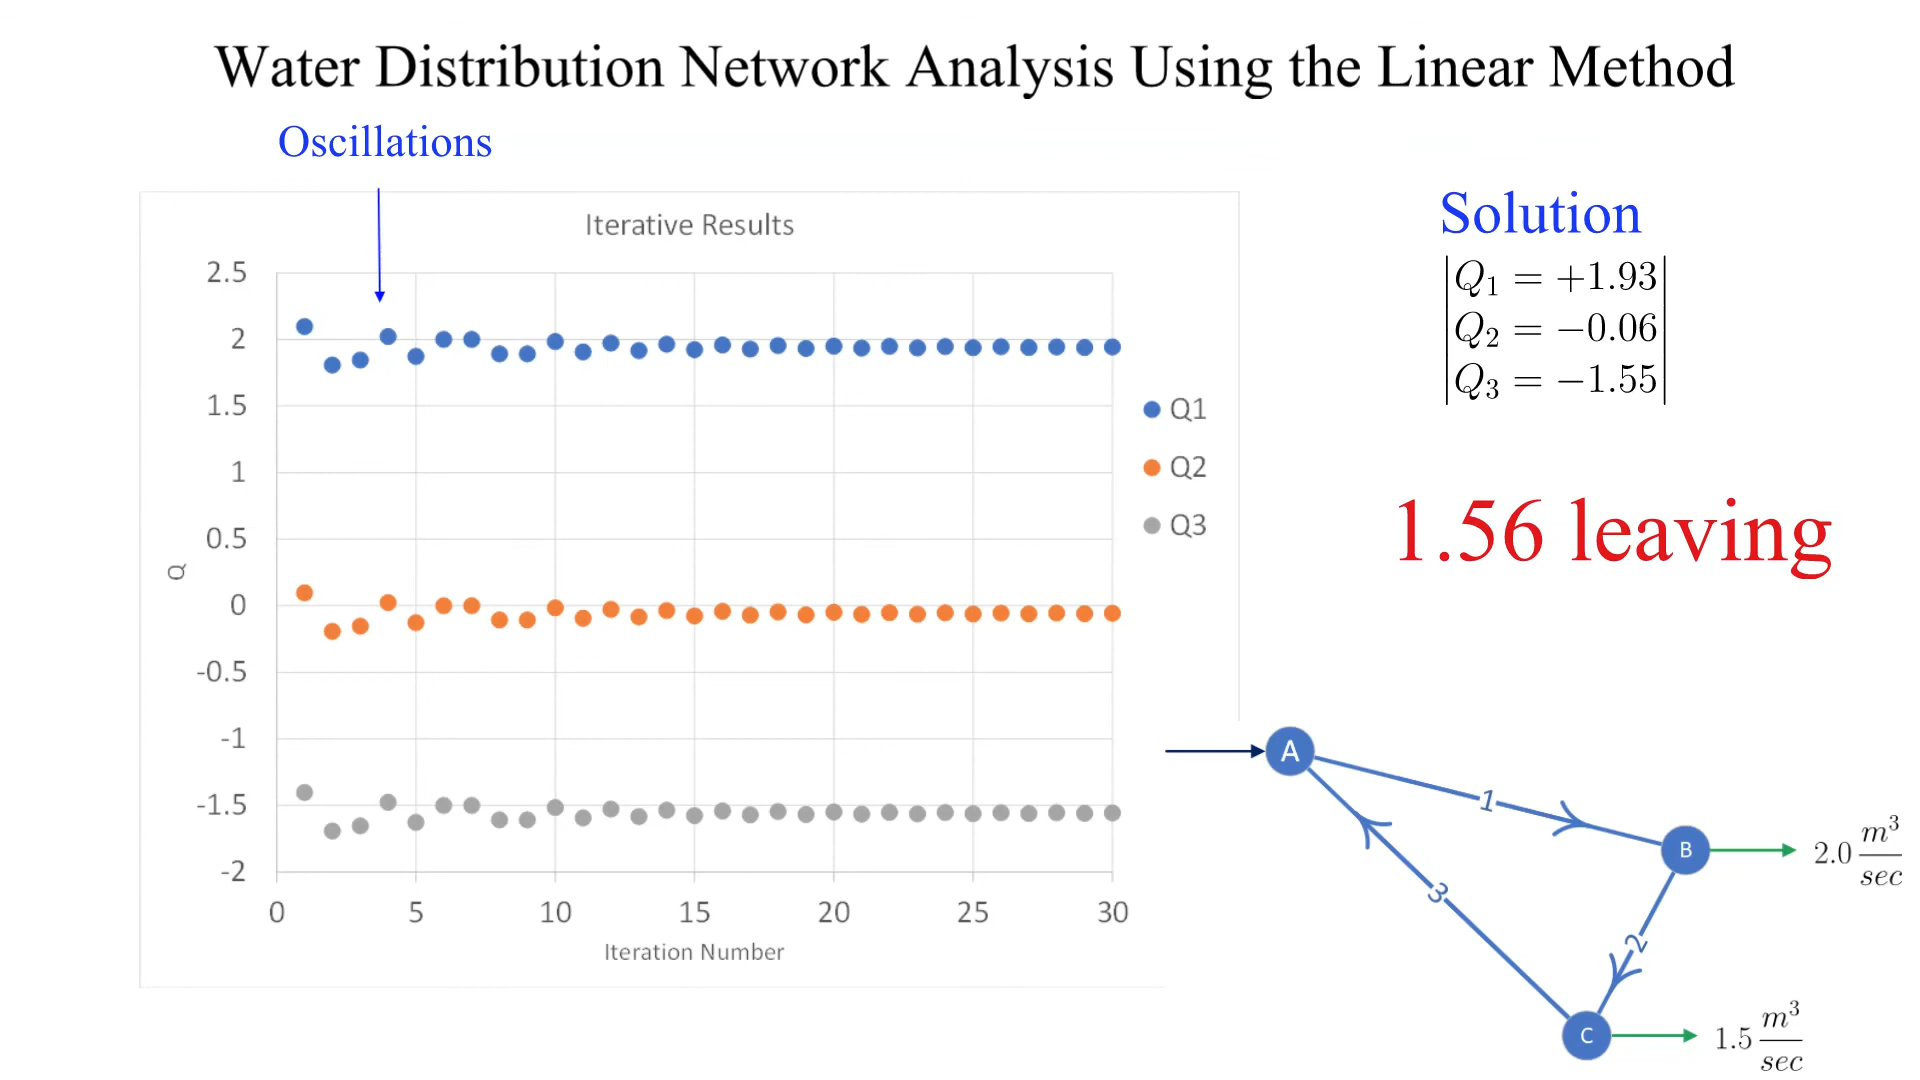 Water Distribution Network Analysis Using the Linear Method
Oscillations
Iterative Results
2.5
2
1.5
1
0.5
0
-0.5
-1
-1.5
-2
Q
0 5 10 15 20 25 30
Iteration Number
Q1
Q2
Q3
Solution
|Q₁ = +1.93|
|Q₂ = −0.06|
|Q₃ = −1.55|
1.56 leaving
A
1
B
2.0 m³/sec
3
2
C
1.5 m³/sec